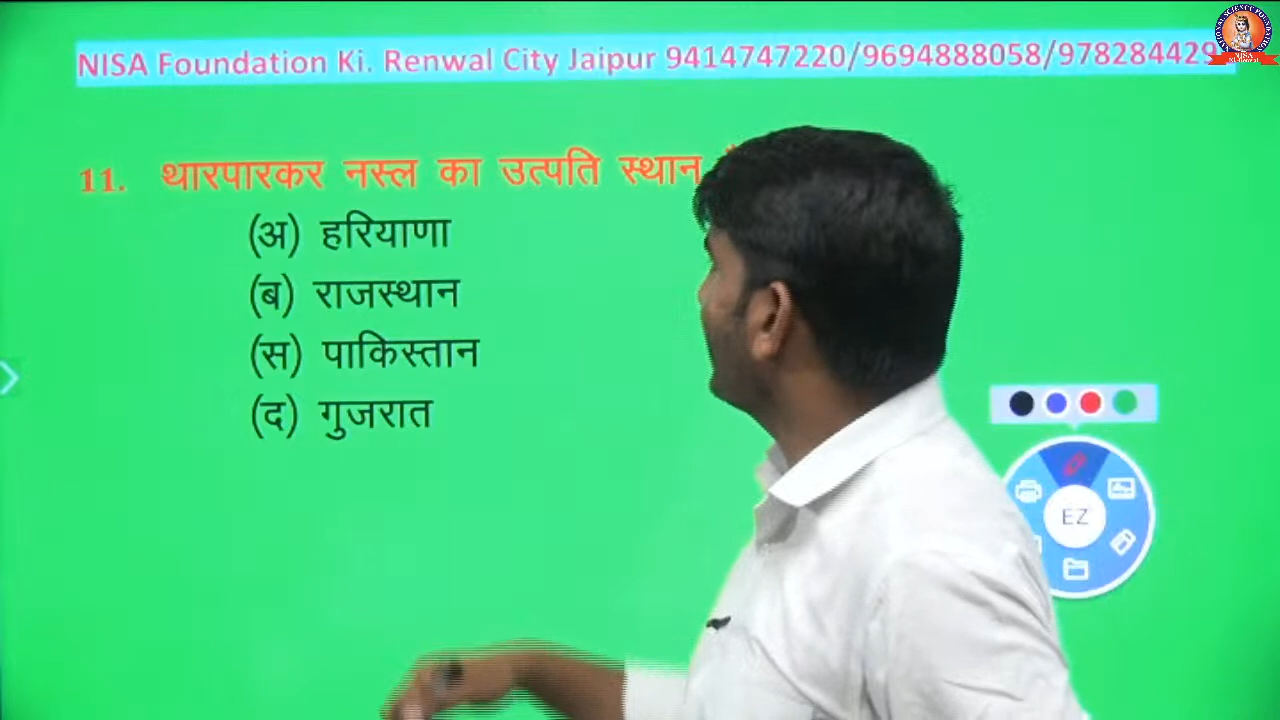 NISA Foundation Ki. Renwal City Jaipur 9414747220/9694888058/978284429
11. थारपारकर नस्ल का उत्पति स्थान
(अ) हरियाणा
(ब) राजस्थान
(स) पाकिस्तान
(द) गुजरात
EZ